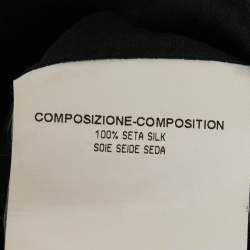 COMPOSIZIONE-COMPOSITION
100% SETA SILK
SOIE SEIDE SEDA